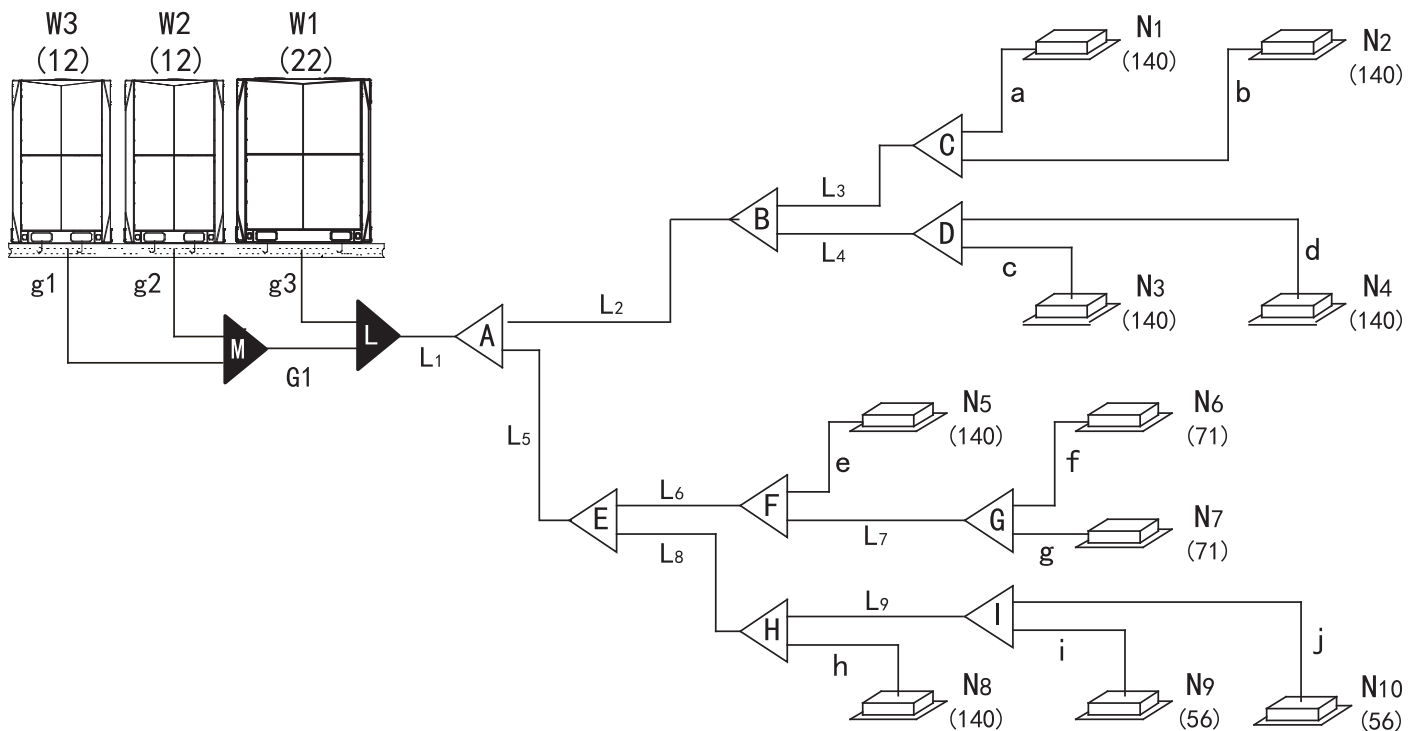 W3
(12)
W2
(12)
W1
(22)
g1
g2
g3
M
L
G1
L1
A
L2
L5
B
L3
L4
C
a
b
N1
(140)
N2
(140)
D
c
d
N3
(140)
N4
(140)
E
L6
L8
F
e
N5
(140)
L7
G
f
g
N6
(71)
N7
(71)
H
L9
h
N8
(140)
I
i
j
N9
(56)
N10
(56)